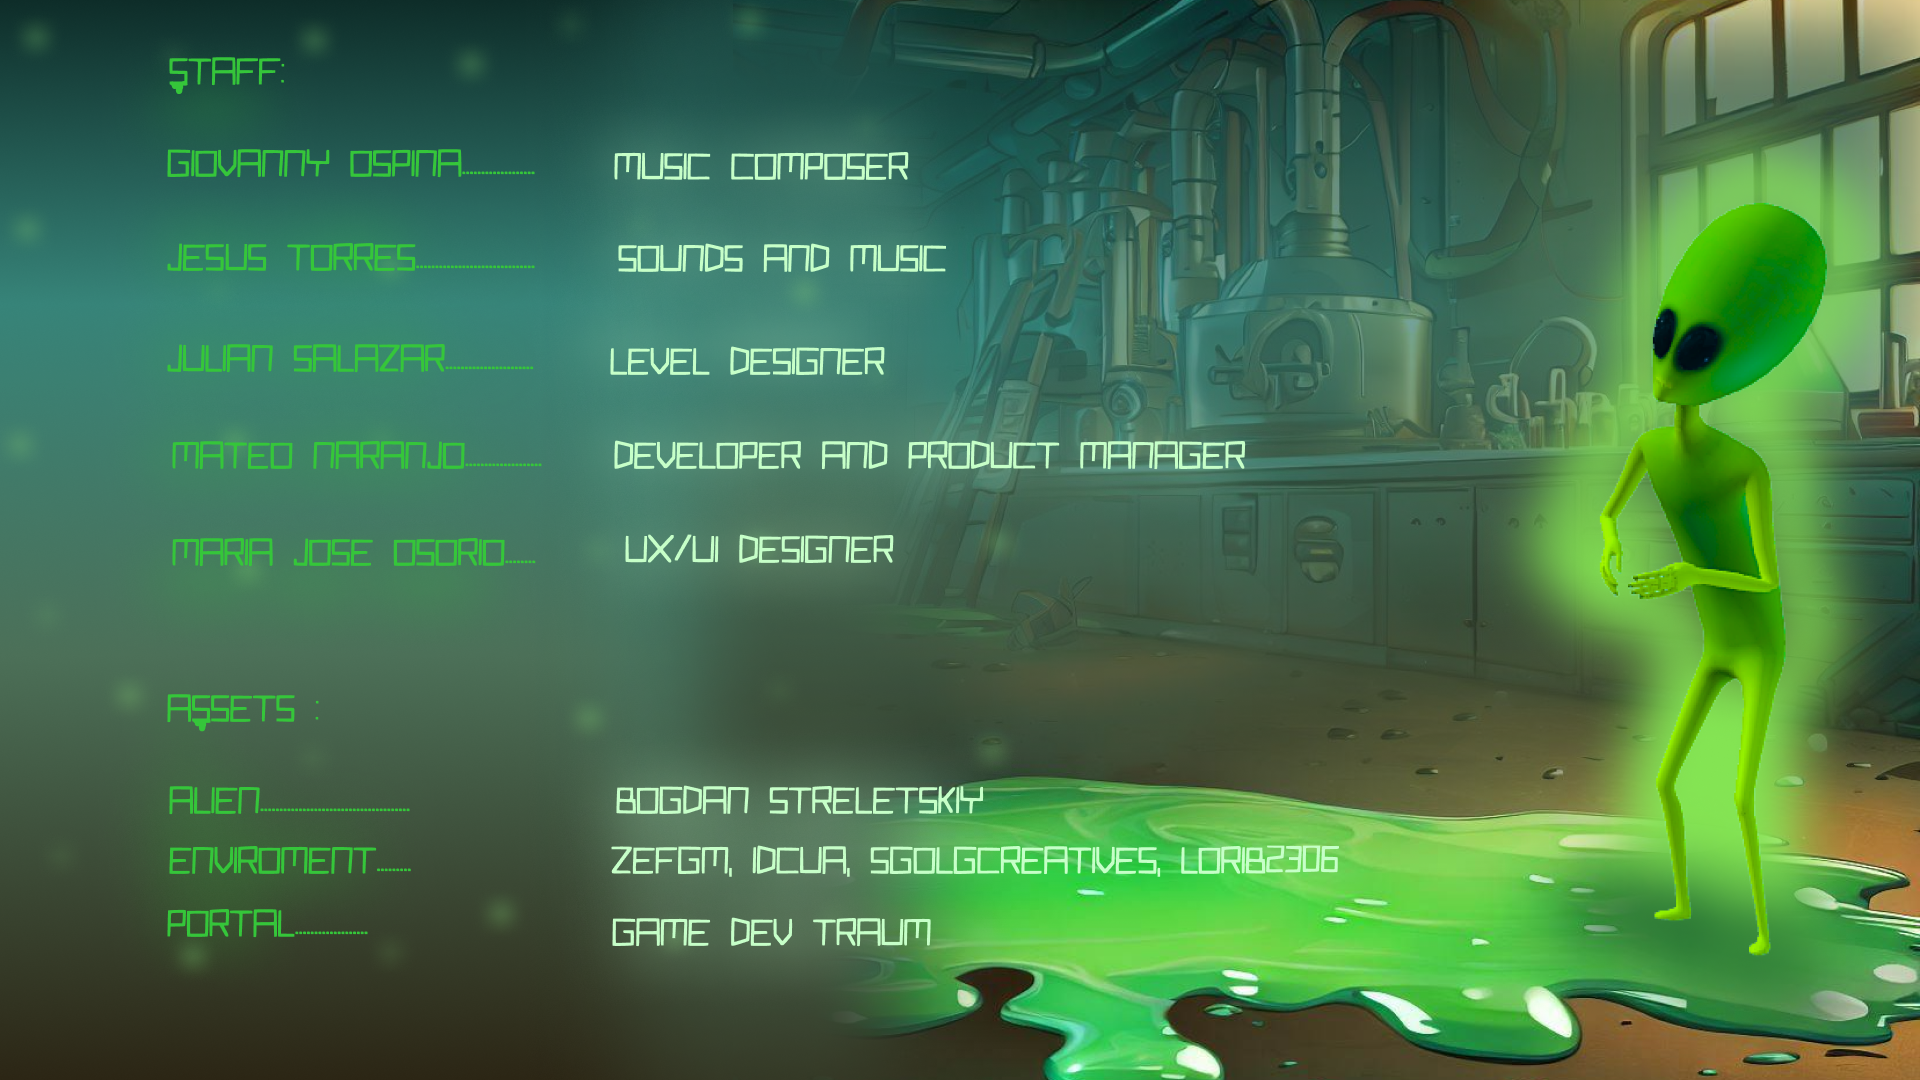 STAFF:
GIOVANNY OSPINA................... MUSIC COMPOSER
JESUS TORRES............................... SOUNDS AND MUSIC
JULIAN SALAZAR....................... LEVEL DESIGNER
MATEO NARANJO.................... DEVELOPER AND PRODUCT MANAGER
MARIA JOSE OSORIO........ UX/UI DESIGNER
ASSETS :
ALIEN....................................... BOGDAN STRELETSKIY
ENVIROMENT......... ZEFGM, IDCUA, SGOLGCREATIVES, LORIB2306
PORTAL................... GAME DEV TRAUM